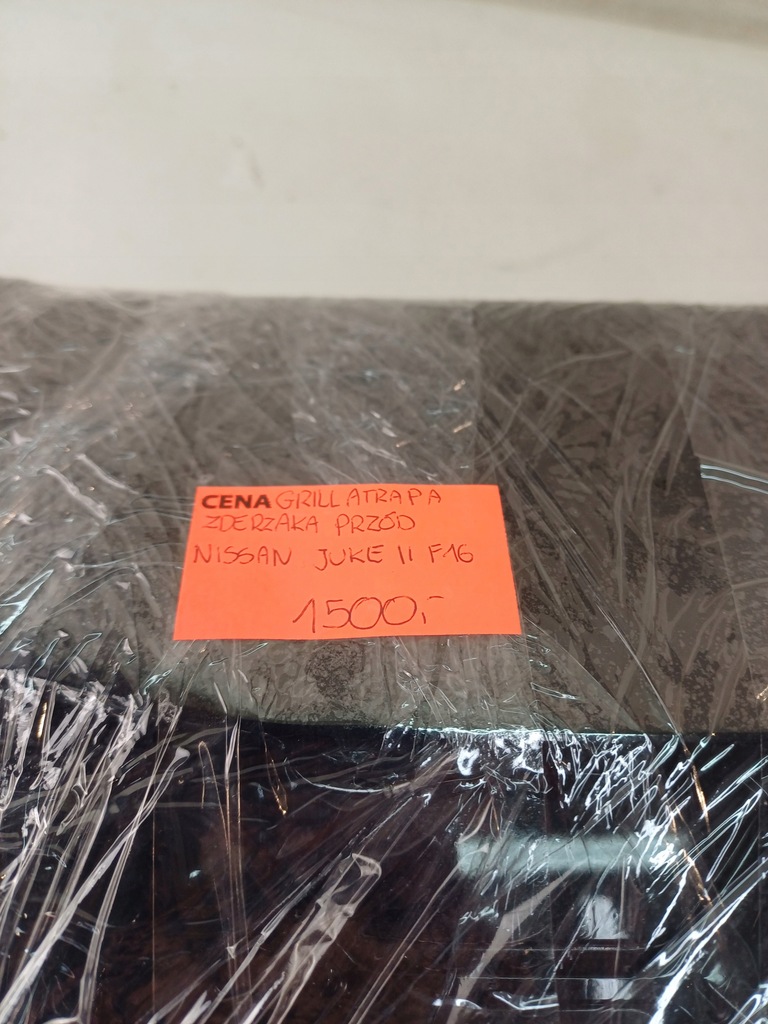 CENA GRILL ATRAPA
ZDERZAKA PRZÓD
NISSAN JUKE II F16
1500,-